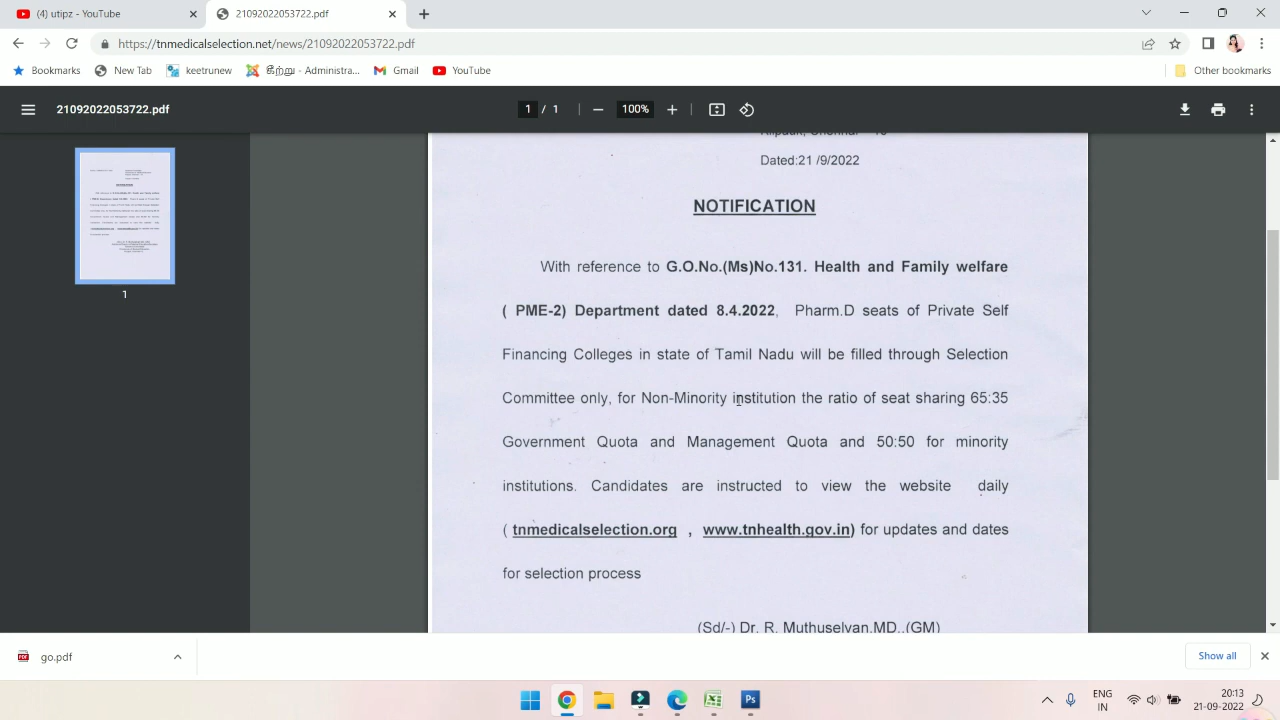 (4) utipz - YouTube
21092022053722.pdf
https://tnmedicalselection.net/news/21092022053722.pdf
Bookmarks
New Tab
keetrunew
கீற்று - Administra...
Gmail
YouTube
Other bookmarks
21092022053722.pdf
1 / 1
100%
Kilpauk, Chennai - 10
Dated:21 /9/2022
NOTIFICATION
With reference to G.O.No.(Ms)No.131. Health and Family welfare
( PME-2) Department dated 8.4.2022, Pharm.D seats of Private Self
Financing Colleges in state of Tamil Nadu will be filled through Selection
Committee only, for Non-Minority institution the ratio of seat sharing 65:35
Government Quota and Management Quota and 50:50 for minority
institutions. Candidates are instructed to view the website daily
( tnmedicalselection.org , www.tnhealth.gov.in) for updates and dates
for selection process
(Sd/-) Dr. R. Muthuselvan,MD.,(GM)
1
go.pdf
Show all
ENG
IN
20:13
21-09-2022